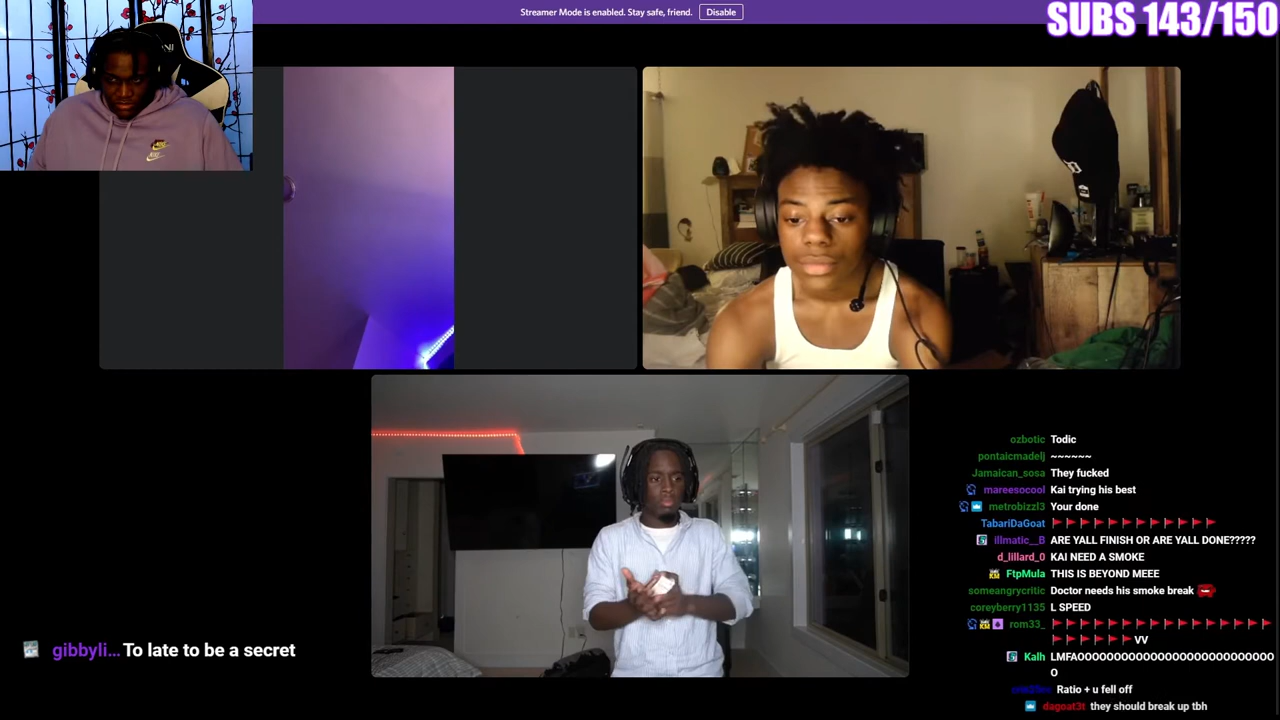 Streamer Mode is enabled. Stay safe, friend. Disable
SUBS 143/150
ozbotic Todic
pontaicmadelj ~~~~~~
Jamaican_sosa They fucked
mareesocool Kai trying his best
metrobizzl3 Your done
TabariDaGoat
illmatic__B ARE YALL FINISH OR ARE YALL DONE?????
d_lillard_0 KAI NEED A SMOKE
FtpMula THIS IS BEYOND MEEE
someangrycritic Doctor needs his smoke break
coreyberry1135 L SPEED
rom33_
VV
Kalh LMFAOOOOOOOOOOOOOOOOOOOOOOOOOOO
O
Ratio + u fell off
dagoat3t they should break up tbh
gibbyli... To late to be a secret